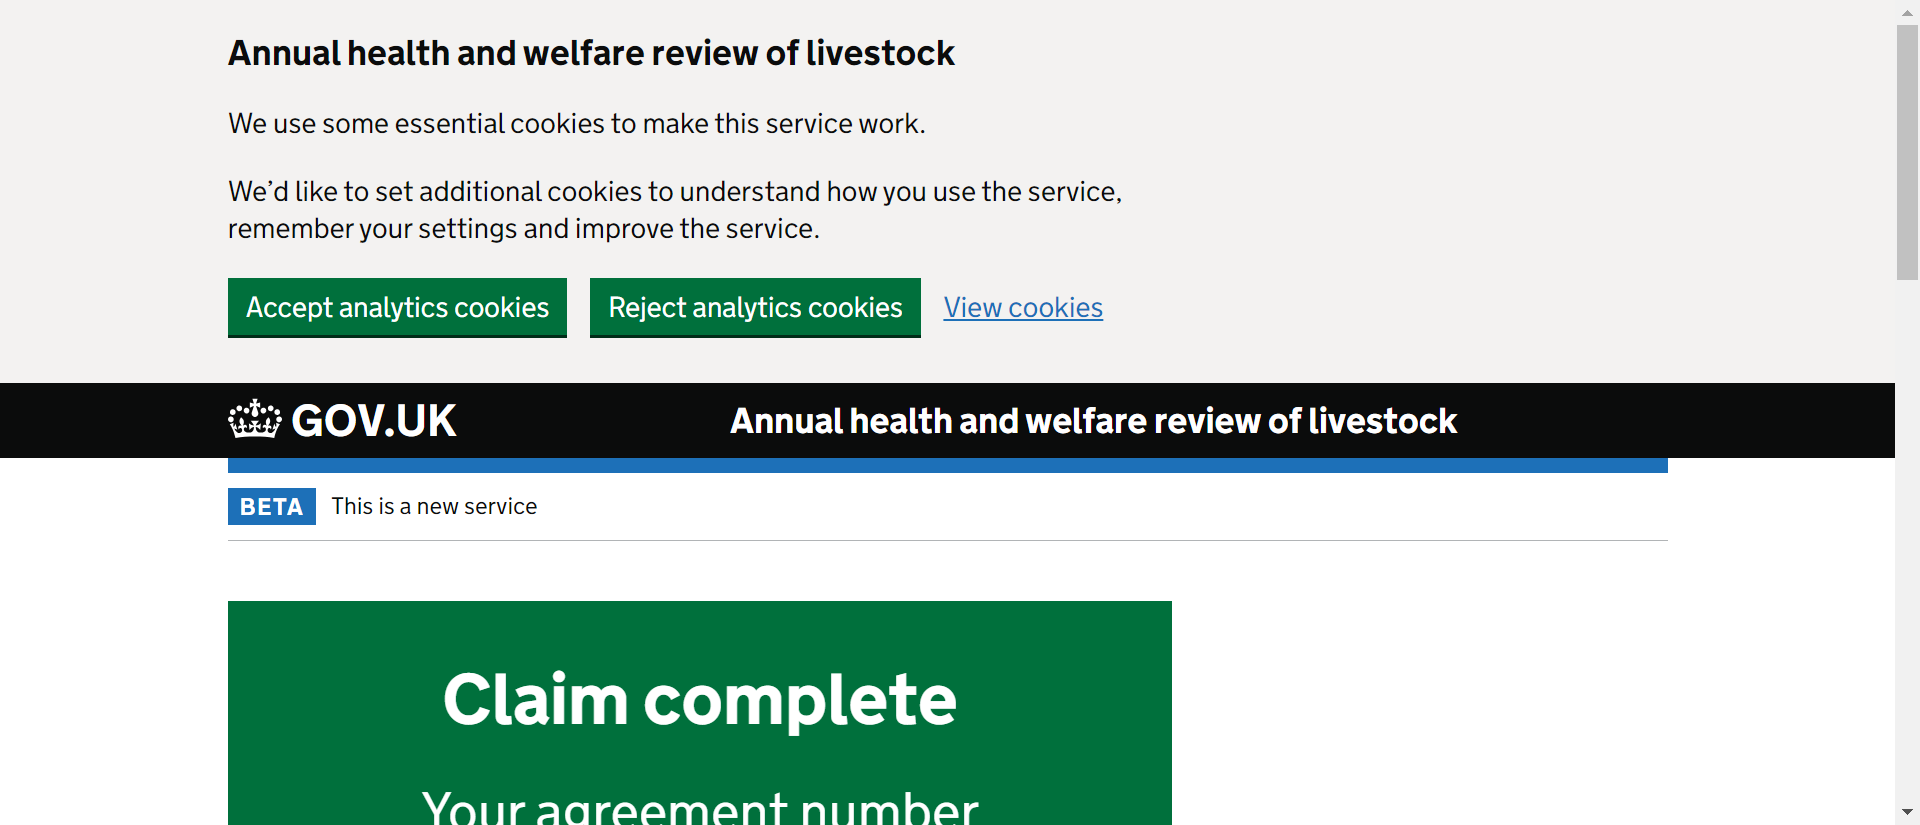 Annual health and welfare review of livestock
We use some essential cookies to make this service work.
We’d like to set additional cookies to understand how you use the service,
remember your settings and improve the service.
Accept analytics cookies
Reject analytics cookies
View cookies
GOV.UK
Annual health and welfare review of livestock
BETA
This is a new service
Claim complete
Your agreement number